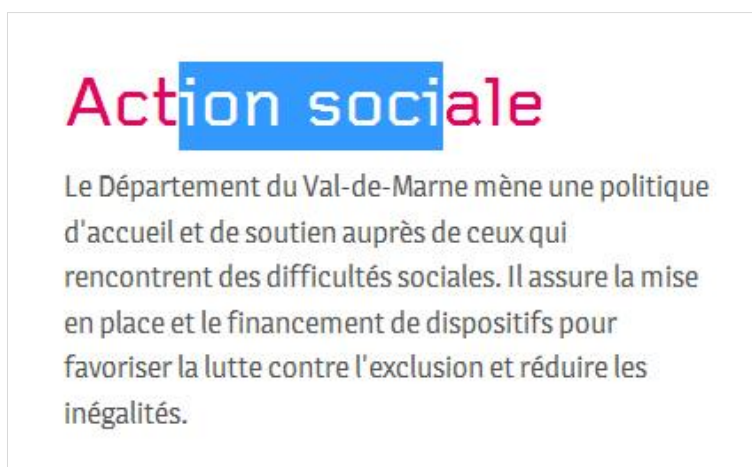 Action sociale
Le Département du Val-de-Marne mène une politique
d'accueil et de soutien auprès de ceux qui
rencontrent des difficultés sociales. Il assure la mise
en place et le financement de dispositifs pour
favoriser la lutte contre l'exclusion et réduire les
inégalités.